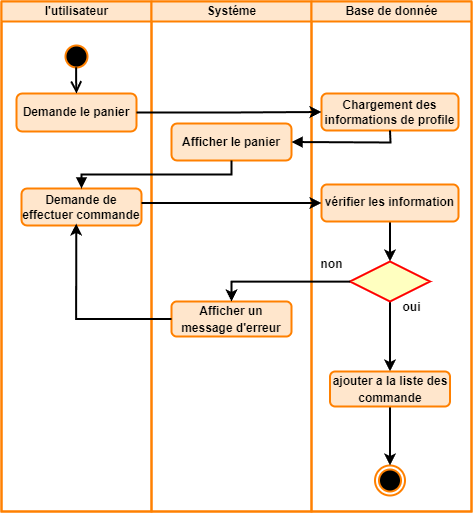 l'utilisateur
Système
Base de donnée
Demande le panier
Chargement des
informations de profile
Afficher le panier
Demande de
effectuer commande
vérifier les information
non
oui
Afficher un
message d'erreur
ajouter a la liste des
commande